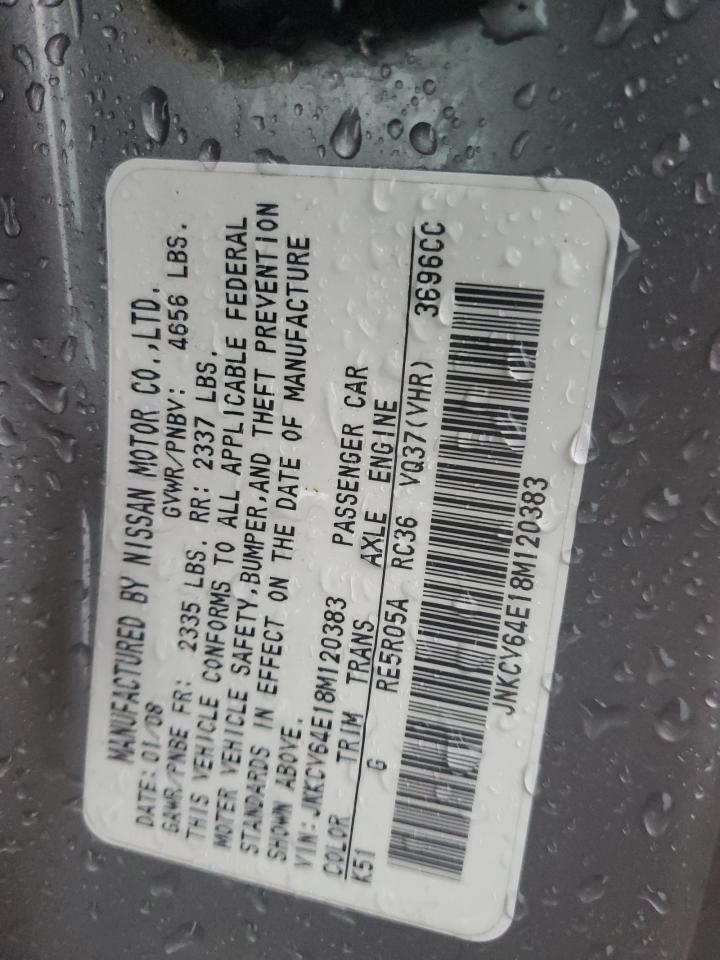 MANUFACTURED BY NISSAN MOTOR CO.,LTD.
DATE:01/08 GVWR/PNBV: 4656 LBS.
GAWR/PNBE FR: 2335 LBS. RR: 2337 LBS.
THIS VEHICLE CONFORMS TO ALL APPLICABLE FEDERAL
MOTER VEHICLE SAFETY,BUMPER,AND THEFT PREVENTION
STANDARDS IN EFFECT ON THE DATE OF MANUFACTURE
SHOWN ABOVE.
VIN:JNKCV64E18M120383 PASSENGER CAR
COLOR TRIM TRANS AXLE ENGINE
K51 G RE5R05A RC36 VQ37(VHR) 3696CC
JNKCV64E18M120383